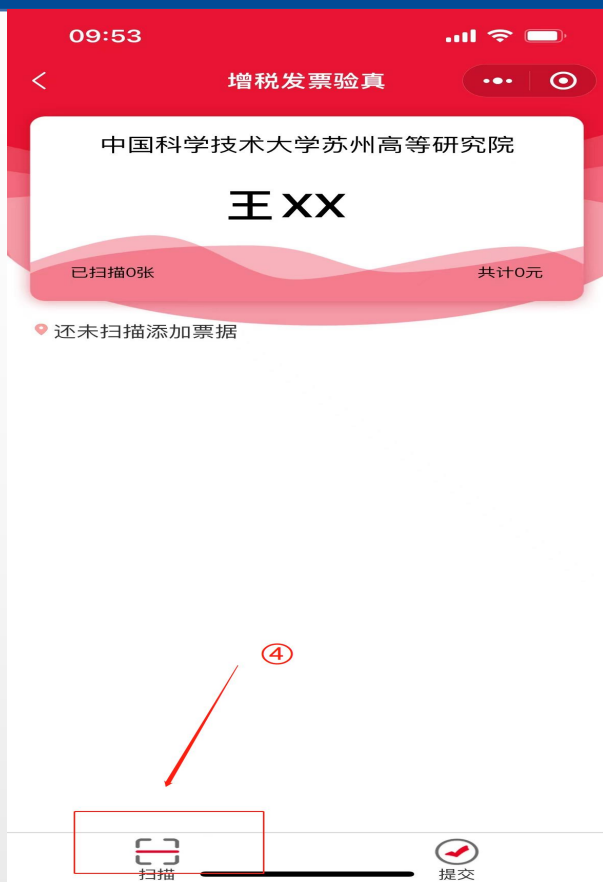 09:53
增税发票验真
中国科学技术大学苏州高等研究院
王XX
已扫描0张 共计0元
还未扫描添加票据
④
扫描 提交